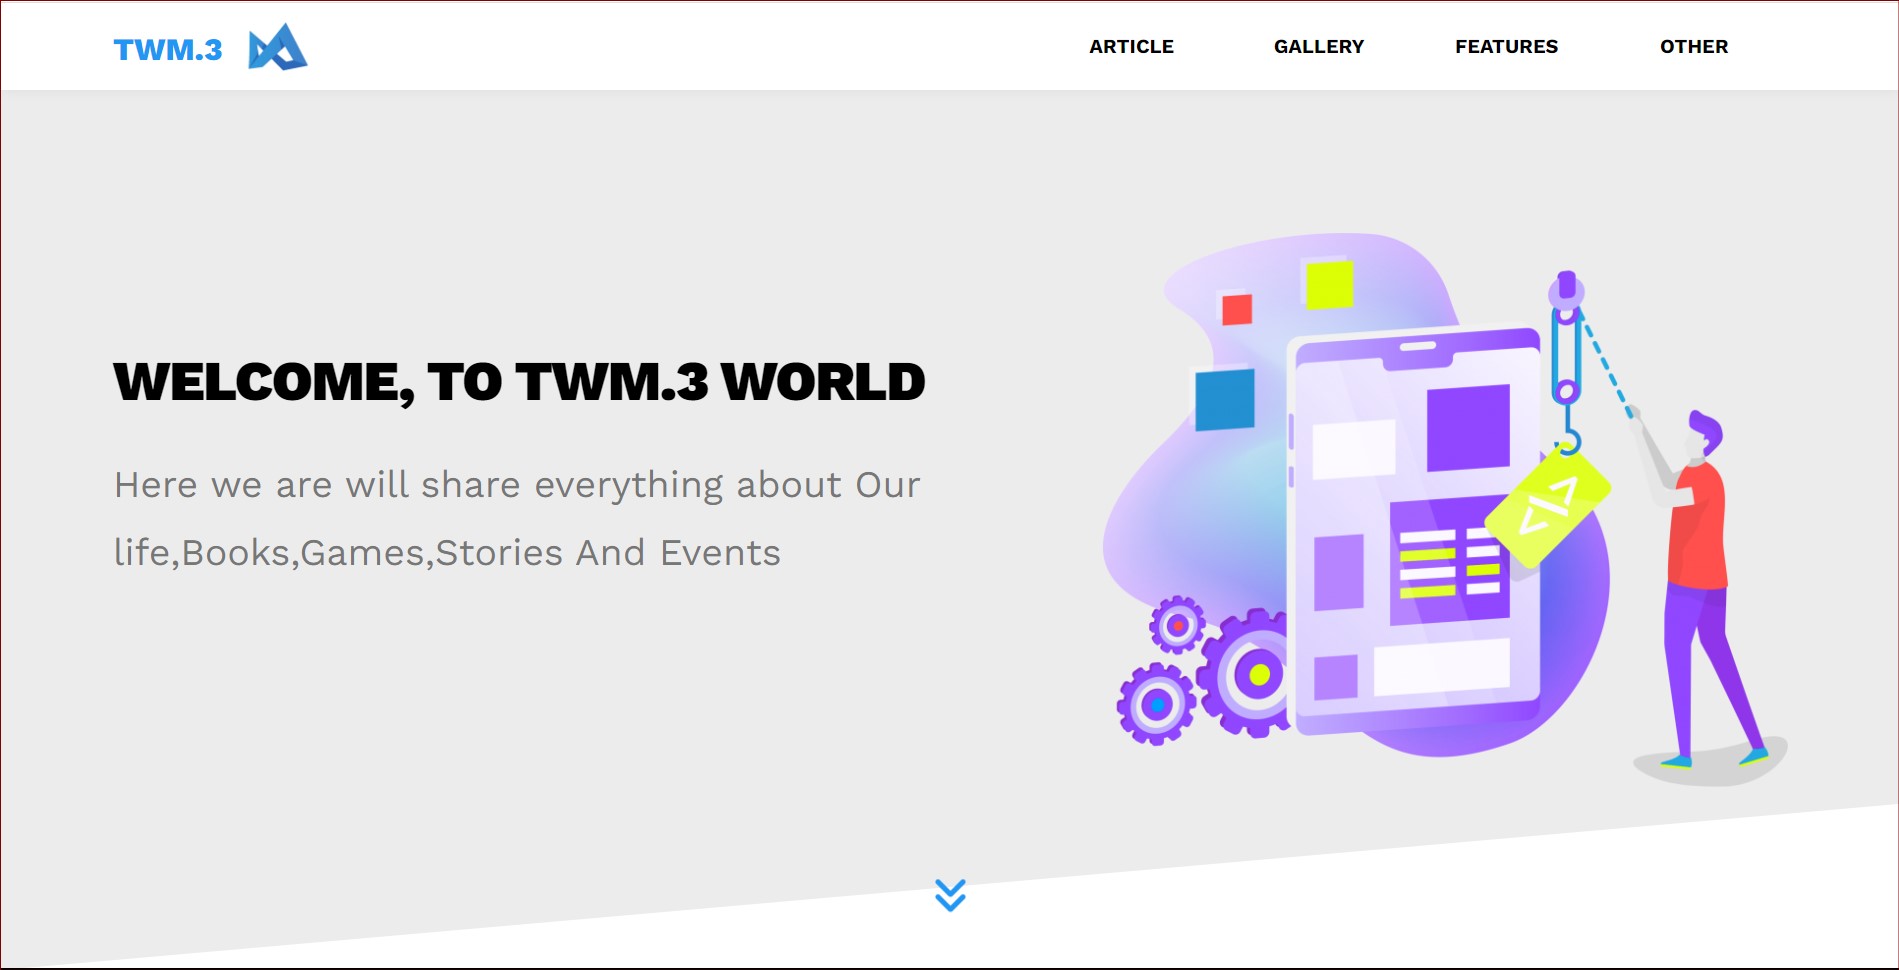 TWM.3
ARTICLE GALLERY FEATURES OTHER
WELCOME, TO TWM.3 WORLD
Here we are will share everything about Our
life,Books,Games,Stories And Events
</>